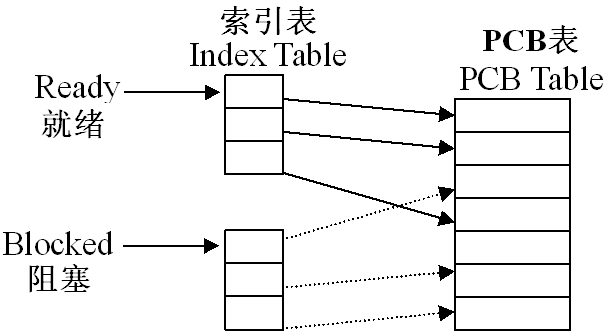 索引表
Index Table
PCB表
PCB Table
Ready
就绪
Blocked
阻塞